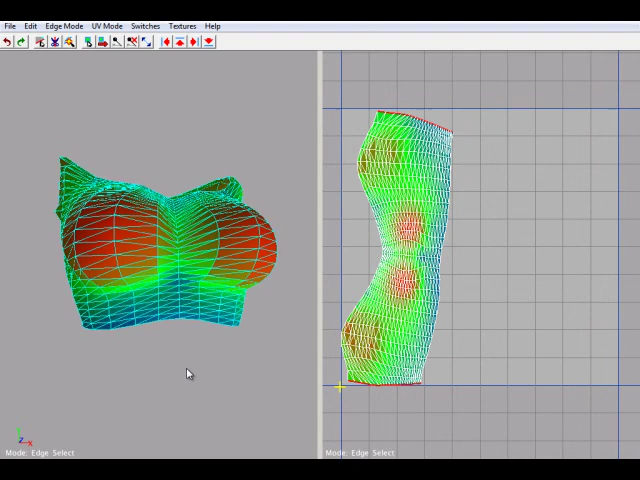 File Edit Edge Mode UV Mode Switches Textures Help
Y
Z X
Mode: Edge Select Mode: Edge Select